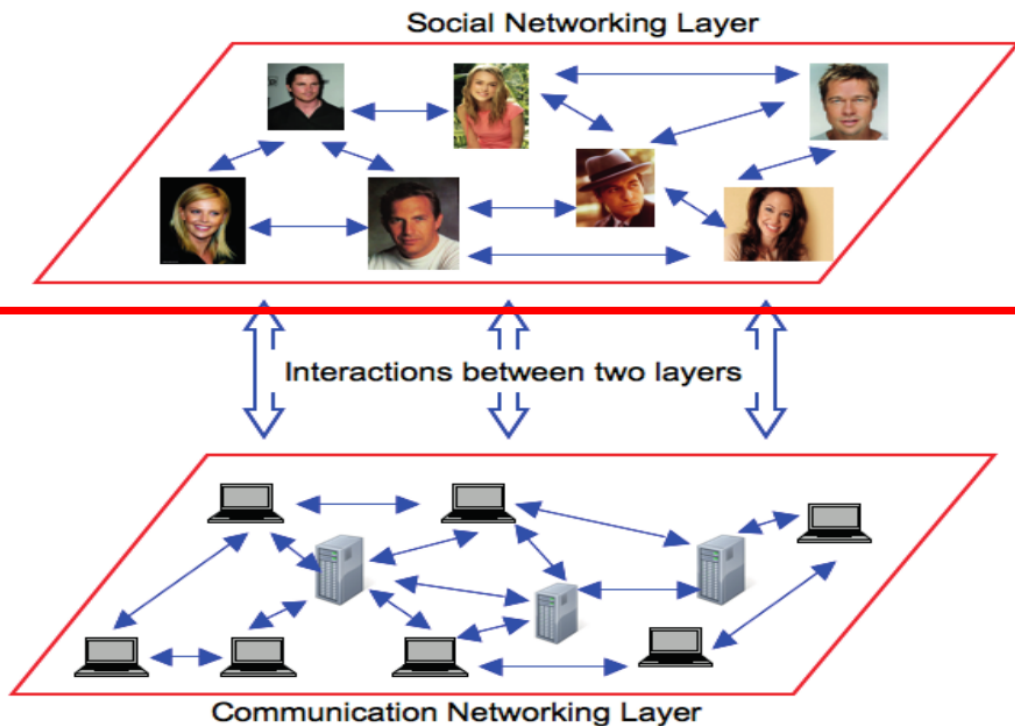 Social Networking Layer
Interactions between two layers
Communication Networking Layer